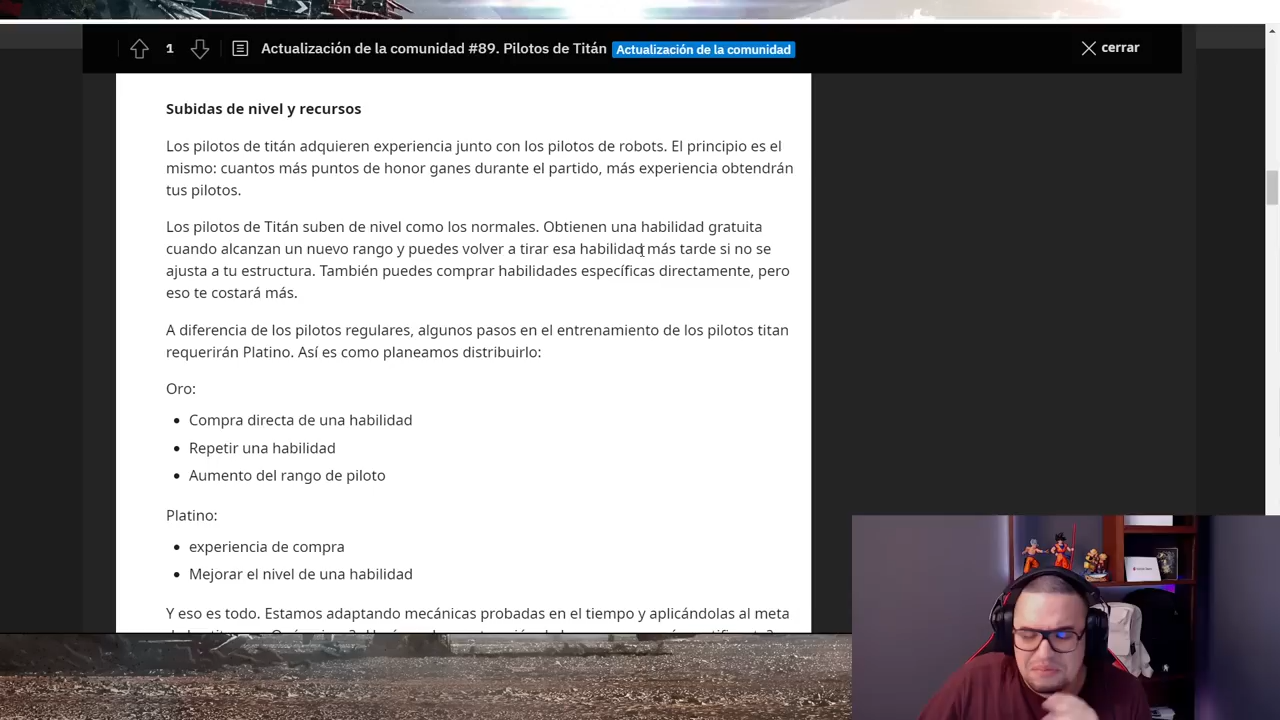 1
Actualización de la comunidad #89. Pilotos de Titán
Actualización de la comunidad
cerrar
Subidas de nivel y recursos
Los pilotos de titán adquieren experiencia junto con los pilotos de robots. El principio es el
mismo: cuantos más puntos de honor ganes durante el partido, más experiencia obtendrán
tus pilotos.
Los pilotos de Titán suben de nivel como los normales. Obtienen una habilidad gratuita
cuando alcanzan un nuevo rango y puedes volver a tirar esa habilidad más tarde si no se
ajusta a tu estructura. También puedes comprar habilidades específicas directamente, pero
eso te costará más.
A diferencia de los pilotos regulares, algunos pasos en el entrenamiento de los pilotos titan
requerirán Platino. Así es como planeamos distribuirlo:
Oro:
• Compra directa de una habilidad
• Repetir una habilidad
• Aumento del rango de piloto
Platino:
• experiencia de compra
• Mejorar el nivel de una habilidad
Y eso es todo. Estamos adaptando mecánicas probadas en el tiempo y aplicándolas al meta